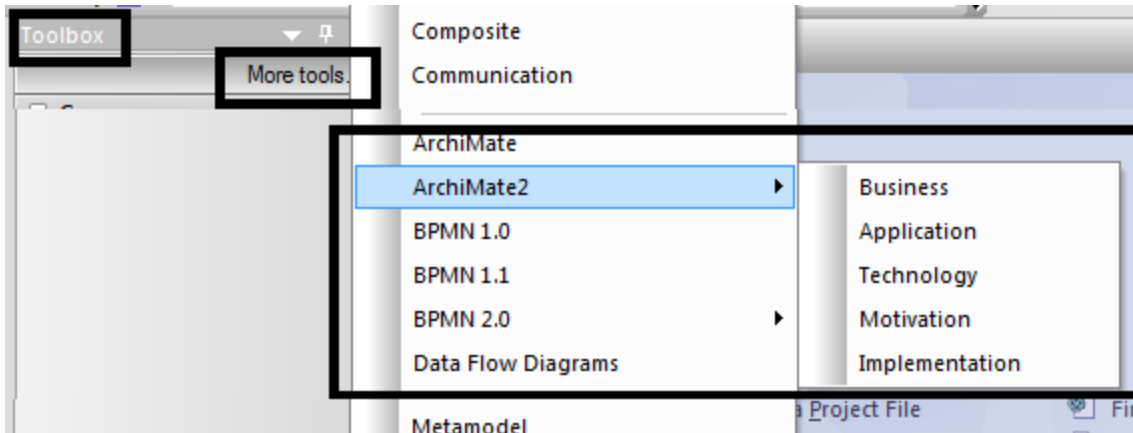 Toolbox
More tools.
Composite
Communication
ArchiMate
ArchiMate2
Business
BPMN 1.0
Application
BPMN 1.1
Technology
BPMN 2.0
Motivation
Data Flow Diagrams
Implementation
Project File
Metamodel